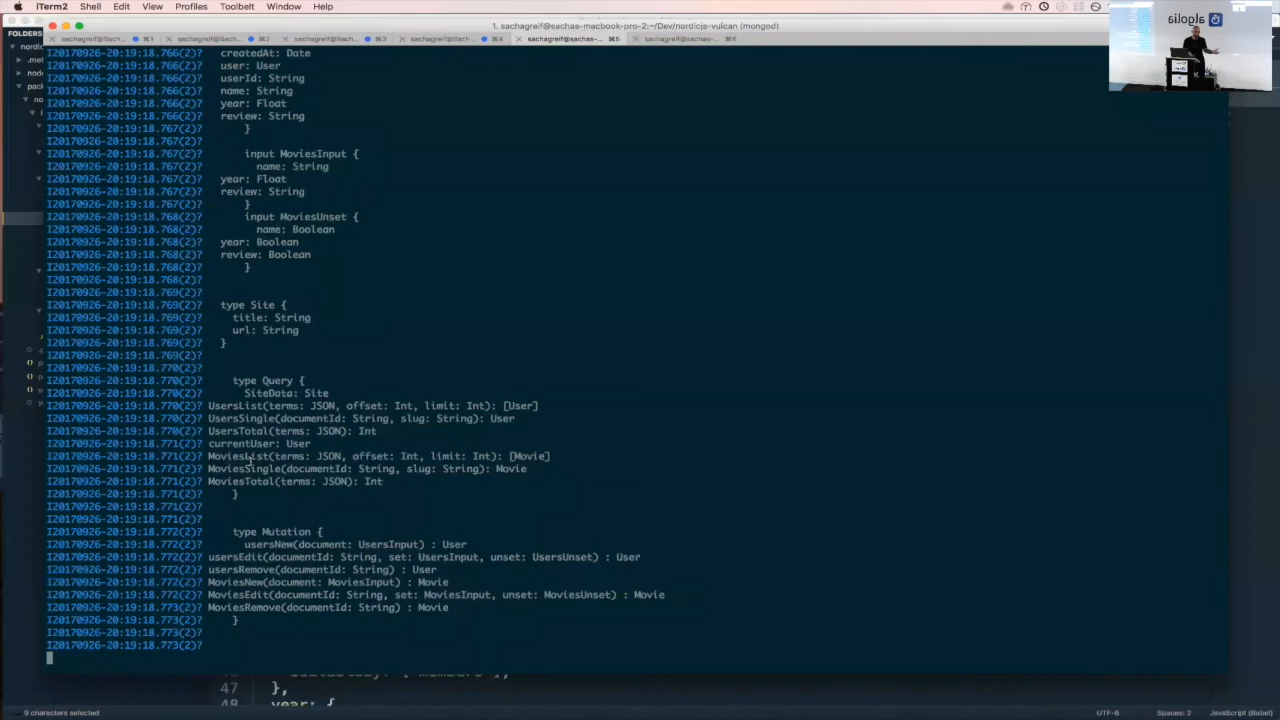 iTerm2 Shell Edit View Profiles Toolbelt Window Help
1. sachagreif@sachas-macbook-pro-2:~/Dev/nordicjs-vulcan (mongod)
sachagreif@Sach... ⌘1 sachagreif@Sacha... ⌘2 sachagreif@Sacha... ⌘3 sachagreif@Sach... ⌘4 sachagreif@sachas-... ⌘5 sachagreif@sachas-... ⌘6
FOLDERS
I20170926-20:19:18.766(2)? createdAt: Date
I20170926-20:19:18.766(2)? user: User
I20170926-20:19:18.766(2)? userId: String
I20170926-20:19:18.766(2)? name: String
I20170926-20:19:18.766(2)? year: Float
I20170926-20:19:18.766(2)? review: String
I20170926-20:19:18.767(2)? }
I20170926-20:19:18.767(2)?
I20170926-20:19:18.767(2)? input MoviesInput {
I20170926-20:19:18.767(2)? name: String
I20170926-20:19:18.767(2)? year: Float
I20170926-20:19:18.767(2)? review: String
I20170926-20:19:18.767(2)? }
I20170926-20:19:18.768(2)? input MoviesUnset {
I20170926-20:19:18.768(2)? name: Boolean
I20170926-20:19:18.768(2)? year: Boolean
I20170926-20:19:18.768(2)? review: Boolean
I20170926-20:19:18.768(2)? }
I20170926-20:19:18.768(2)?
I20170926-20:19:18.769(2)?
I20170926-20:19:18.769(2)? type Site {
I20170926-20:19:18.769(2)? title: String
I20170926-20:19:18.769(2)? url: String
I20170926-20:19:18.769(2)? }
I20170926-20:19:18.769(2)?
I20170926-20:19:18.770(2)?
I20170926-20:19:18.770(2)? type Query {
I20170926-20:19:18.770(2)? SiteData: Site
I20170926-20:19:18.770(2)? UsersList(terms: JSON, offset: Int, limit: Int): [User]
I20170926-20:19:18.770(2)? UsersSingle(documentId: String, slug: String): User
I20170926-20:19:18.770(2)? UsersTotal(terms: JSON): Int
I20170926-20:19:18.771(2)? currentUser: User
I20170926-20:19:18.771(2)? MoviesList(terms: JSON, offset: Int, limit: Int): [Movie]
I20170926-20:19:18.771(2)? MoviesSingle(documentId: String, slug: String): Movie
I20170926-20:19:18.771(2)? MoviesTotal(terms: JSON): Int
I20170926-20:19:18.771(2)? }
I20170926-20:19:18.771(2)?
I20170926-20:19:18.771(2)?
I20170926-20:19:18.772(2)? type Mutation {
I20170926-20:19:18.772(2)? usersNew(document: UsersInput) : User
I20170926-20:19:18.772(2)? usersEdit(documentId: String, set: UsersInput, unset: UsersUnset) : User
I20170926-20:19:18.772(2)? usersRemove(documentId: String) : User
I20170926-20:19:18.772(2)? MoviesNew(document: MoviesInput) : Movie
I20170926-20:19:18.772(2)? MoviesEdit(documentId: String, set: MoviesInput, unset: MoviesUnset) : Movie
I20170926-20:19:18.773(2)? MoviesRemove(documentId: String) : Movie
I20170926-20:19:18.773(2)? }
I20170926-20:19:18.773(2)?
I20170926-20:19:18.773(2)?
47 },
48 year: {
9 characters selected UTF-8 Spaces: 2 JavaScript (Babel)
algolia